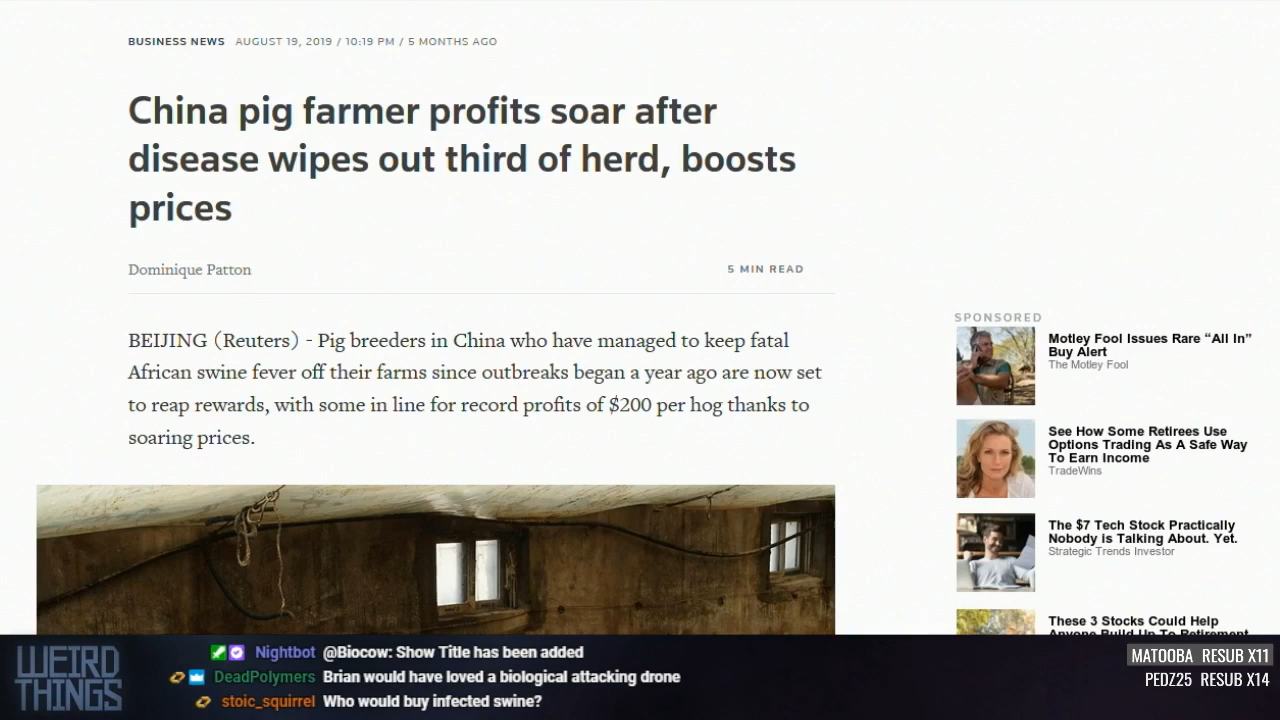 BUSINESS NEWS AUGUST 19, 2019 / 10:19 PM / 5 MONTHS AGO
China pig farmer profits soar after
disease wipes out third of herd, boosts
prices
Dominique Patton
5 MIN READ
BEIJING (Reuters) - Pig breeders in China who have managed to keep fatal
African swine fever off their farms since outbreaks began a year ago are now set
to reap rewards, with some in line for record profits of $200 per hog thanks to
soaring prices.
SPONSORED
Motley Fool Issues Rare “All In”
Buy Alert
The Motley Fool
See How Some Retirees Use
Options Trading As A Safe Way
To Earn Income
TradeWins
The $7 Tech Stock Practically
Nobody is Talking About. Yet.
Strategic Trends Investor
These 3 Stocks Could Help
Anyone Build Up To Retirement
WEIRD
THINGS
Nightbot @Biocow: Show Title has been added
DeadPolymers Brian would have loved a biological attacking drone
stoic_squirrel Who would buy infected swine?
MATOOBA RESUB X11
PEDZ25 RESUB X14